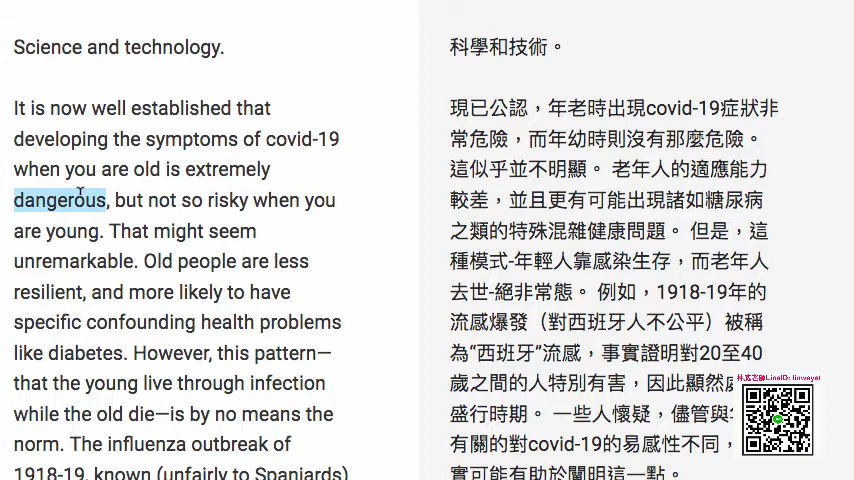 Science and technology.
It is now well established that
developing the symptoms of covid-19
when you are old is extremely
dangerous, but not so risky when you
are young. That might seem
unremarkable. Old people are less
resilient, and more likely to have
specific confounding health problems
like diabetes. However, this pattern—
that the young live through infection
while the old die—is by no means the
norm. The influenza outbreak of
1918-19, known (unfairly to Spaniards)
科學和技術。
現已公認，年老時出現covid-19症狀非
常危險，而年幼時則沒有那麼危險。
這似乎並不明顯。 老年人的適應能力
較差，並且更有可能出現諸如糖尿病
之類的特殊混雜健康問題。 但是，這
種模式-年輕人靠感染生存，而老年人
去世-絕非常態。 例如，1918-19年的
流感爆發（對西班牙人不公平）被稱
為“西班牙”流感，事實證明對20至40
歲之間的人特別有害，因此顯然
盛行時期。 一些人懷疑，儘管與
有關的對covid-19的易感性不同，
實可能有助於闡明這一點。